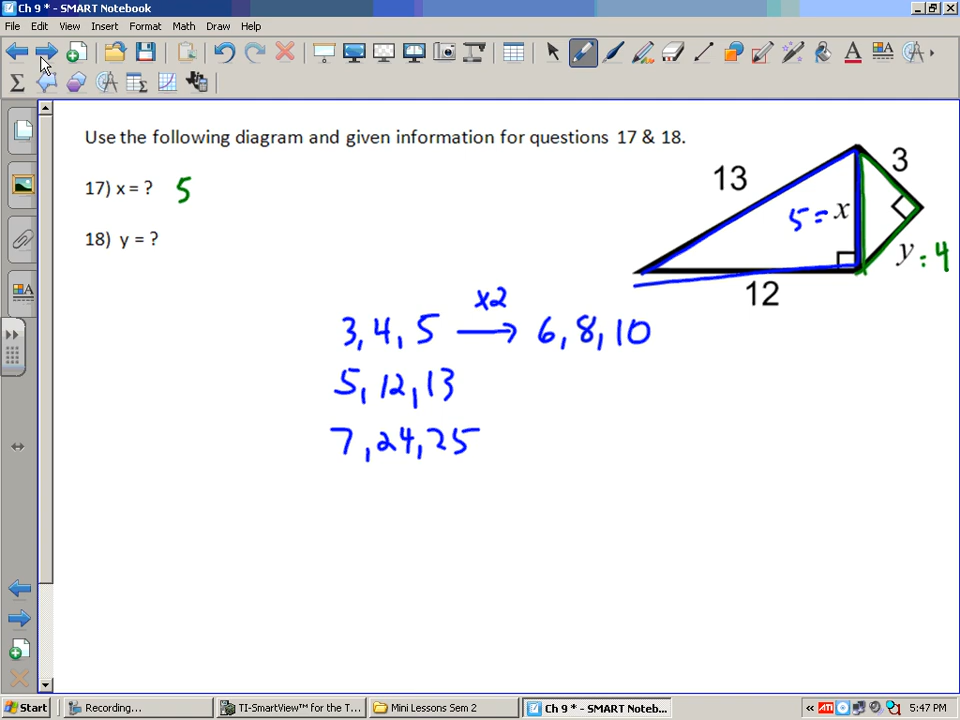 Ch 9 * - SMART Notebook
File Edit View Insert Format Math Draw Help
Use the following diagram and given information for questions 17 & 18.
17) x = ? 5
18) y = ?
13
3
5 = x
y = 4
12
x2
3, 4, 5 → 6, 8, 10
5, 12, 13
7, 24, 25
Start
Recording...
TI-SmartView™ for the T...
Mini Lessons Sem 2
Ch 9 * - SMART Noteb...
« ATI
5:47 PM